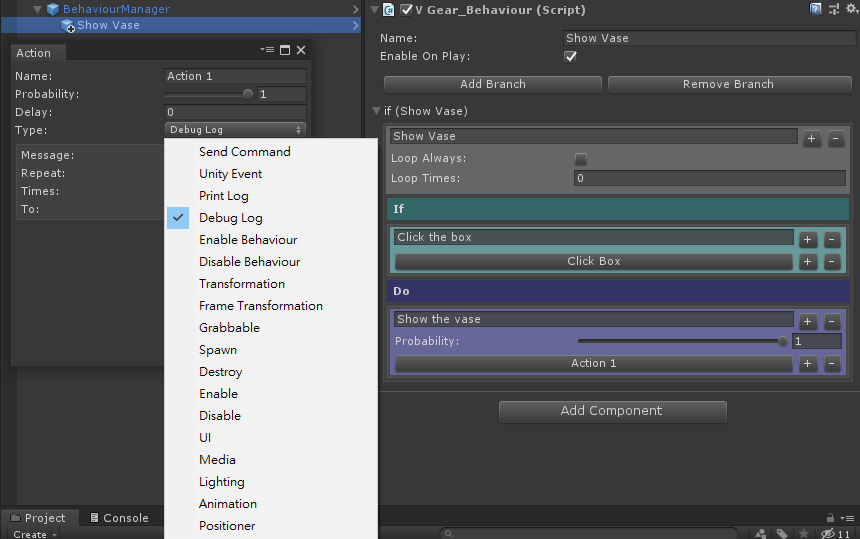 BehaviourManager
Show Vase
Action
Name:
Action 1
Probability:
1
Delay:
0
Type:
Debug Log
Message:
Repeat:
Times:
To:
Send Command
Unity Event
Print Log
Debug Log
Enable Behaviour
Disable Behaviour
Transformation
Frame Transformation
Grabbable
Spawn
Destroy
Enable
Disable
UI
Media
Lighting
Animation
Positioner
Project
Console
Create
V Gear_Behaviour (Script)
Name:
Show Vase
Enable On Play:
Add Branch
Remove Branch
if (Show Vase)
Show Vase
+
-
Loop Always:
Loop Times:
0
If
Click the box
+
-
Click Box
+
-
Do
Show the vase
+
-
Probability:
1
Action 1
+
-
Add Component
11